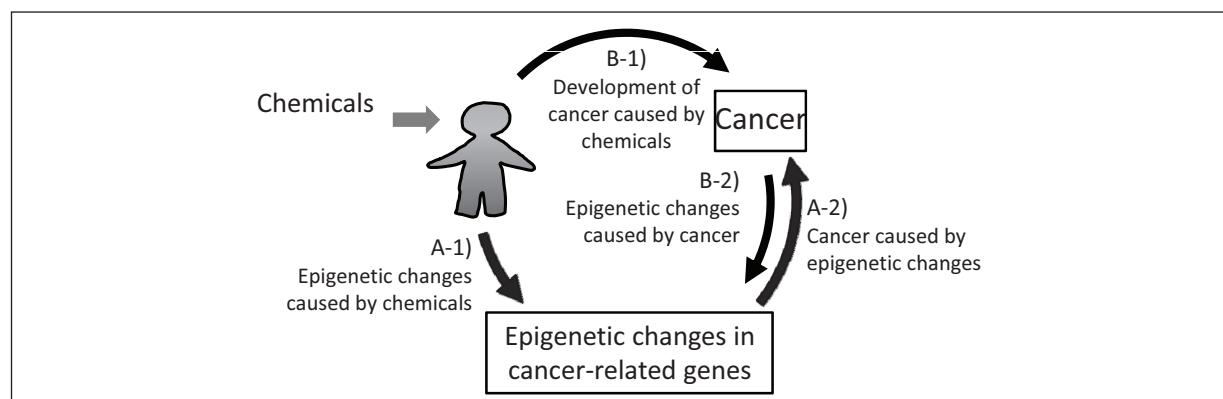 Chemicals
B-1)
Development of
cancer caused by
chemicals
Cancer
B-2)
Epigenetic changes
caused by cancer
A-2)
Cancer caused by
epigenetic changes
A-1)
Epigenetic changes
caused by chemicals
Epigenetic changes in
cancer-related genes